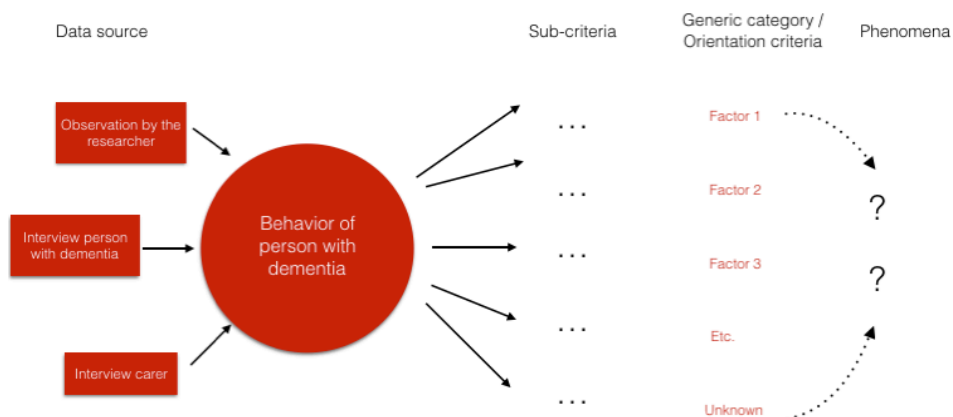 Data source
Sub-criteria
Generic category /
Orientation criteria
Phenomena
Observation by the
researcher
Interview person
with dementia
Interview carer
Behavior of
person with
dementia
...
...
...
...
...
Factor 1
Factor 2
Factor 3
Etc.
Unknown
?
?